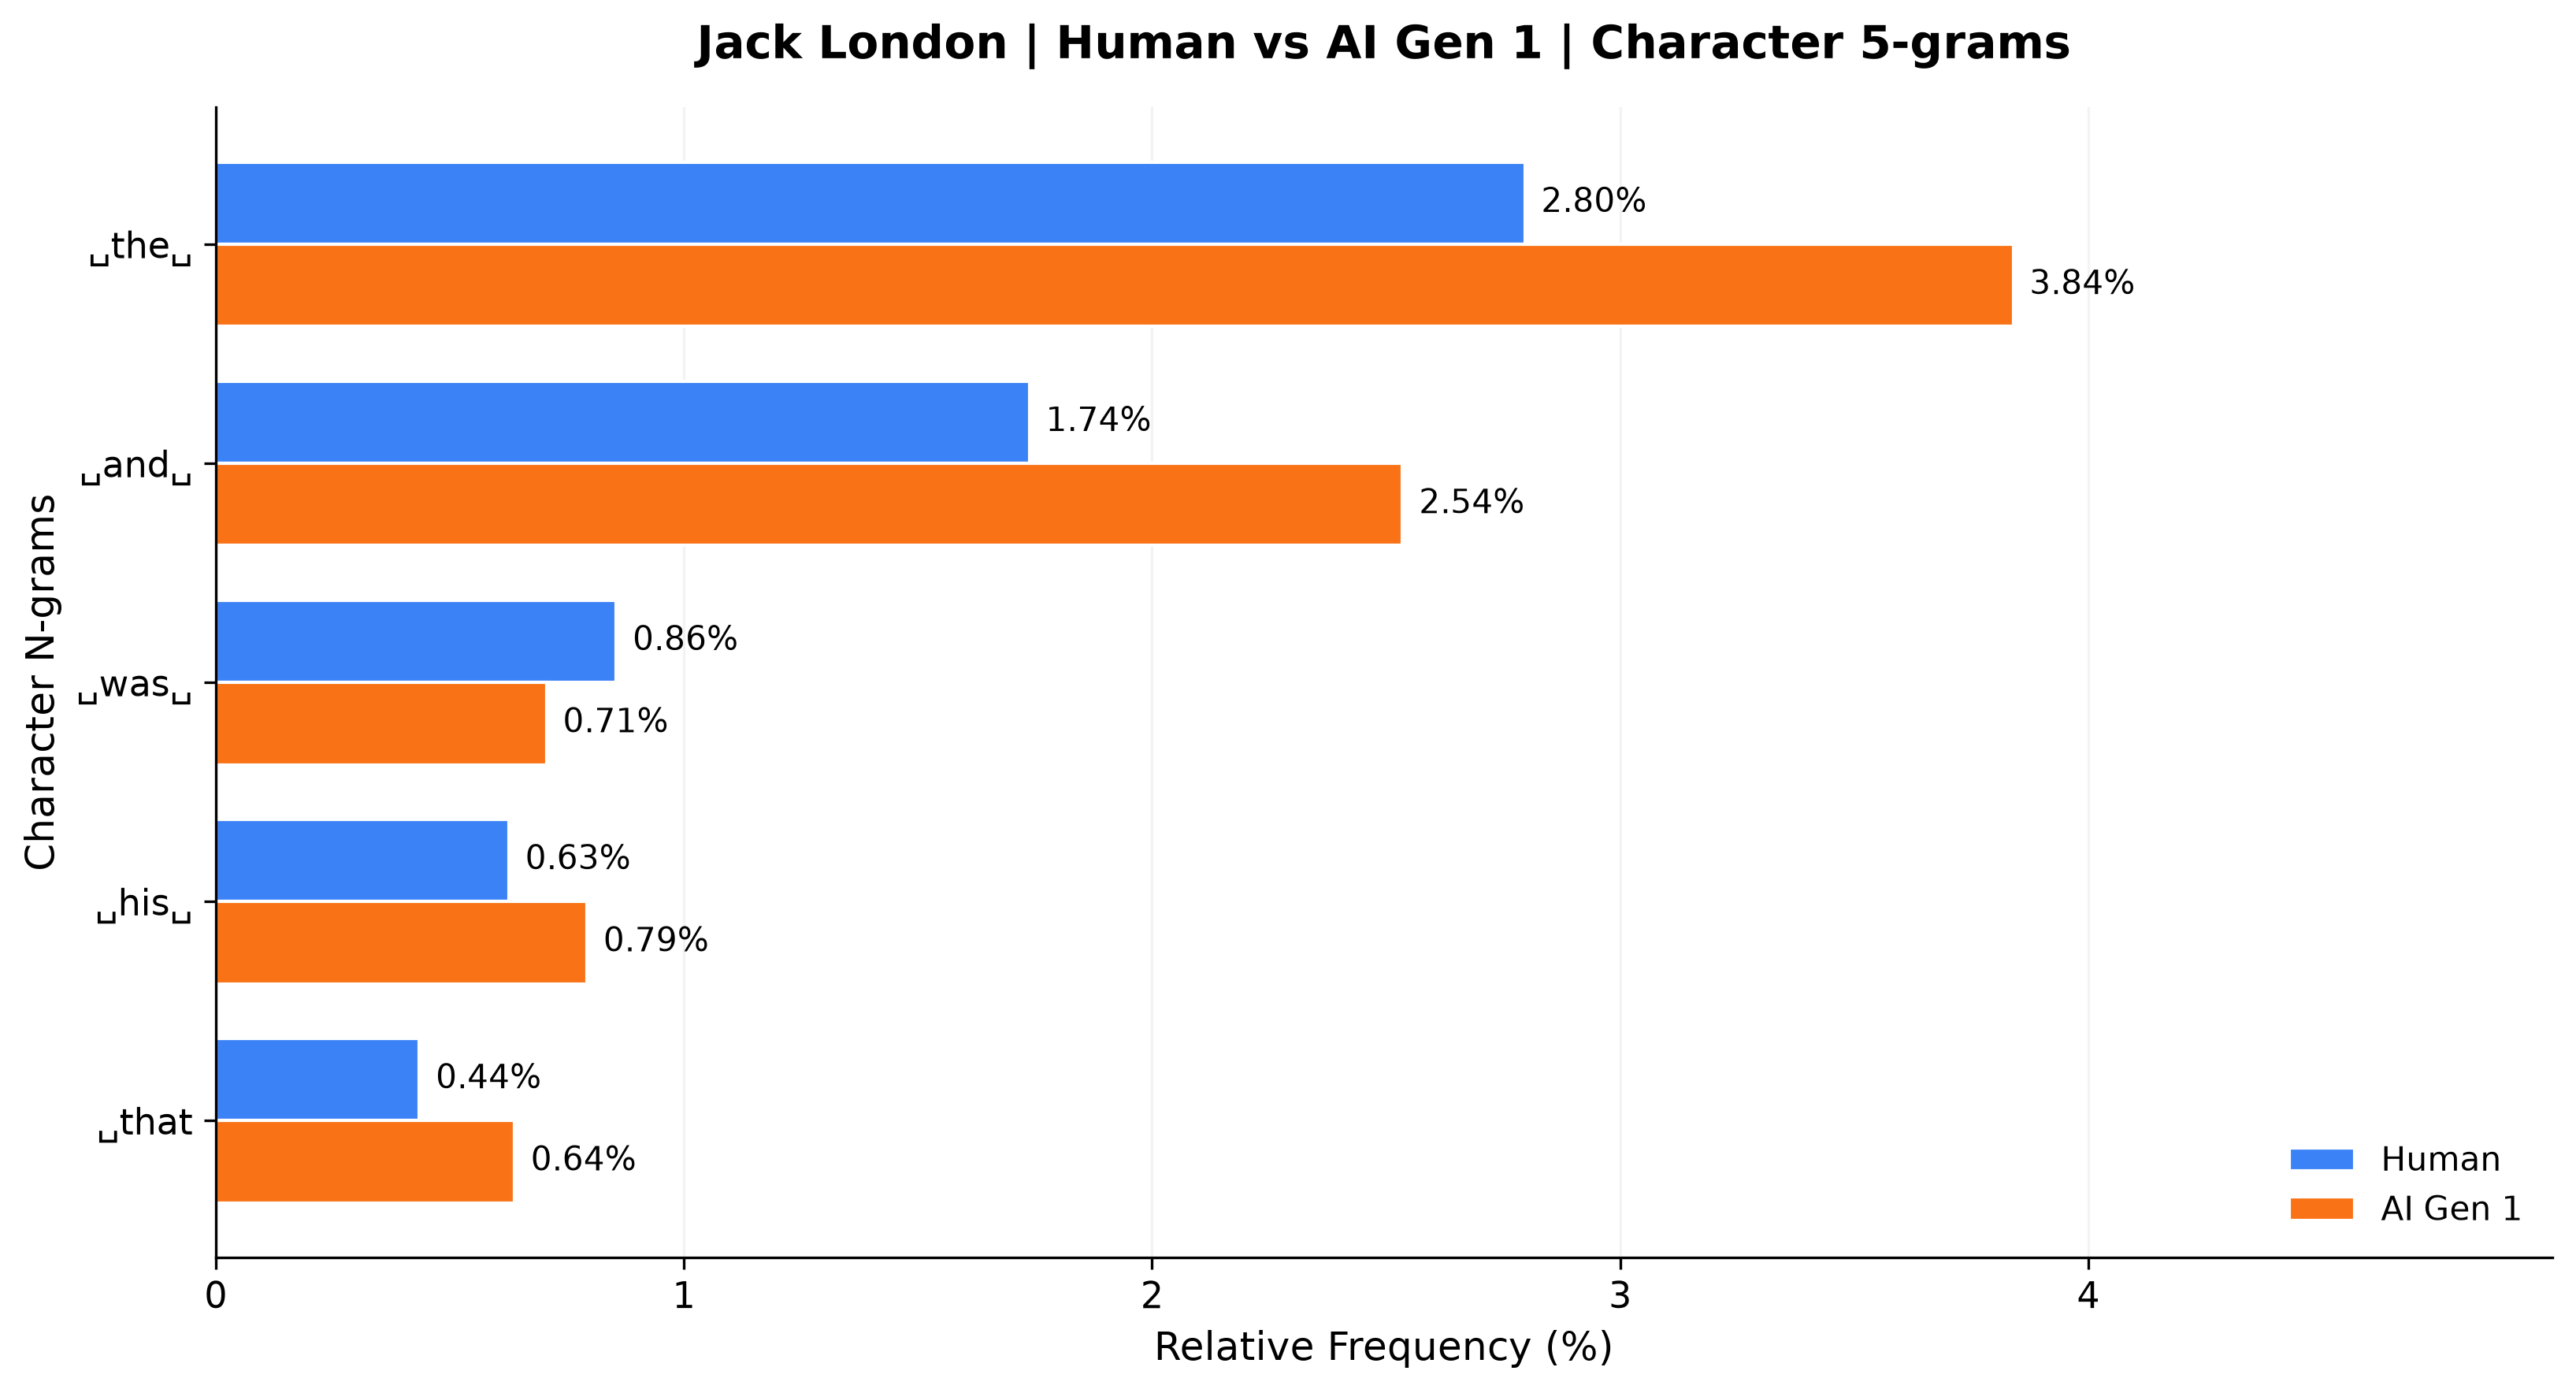 Jack London | Human vs AI Gen 1 | Character 5-grams
Character N-grams
␣the␣
2.80%
3.84%
␣and␣
1.74%
2.54%
␣was␣
0.86%
0.71%
␣his␣
0.63%
0.79%
␣that
0.44%
0.64%
Human
AI Gen 1
0 1 2 3 4
Relative Frequency (%)